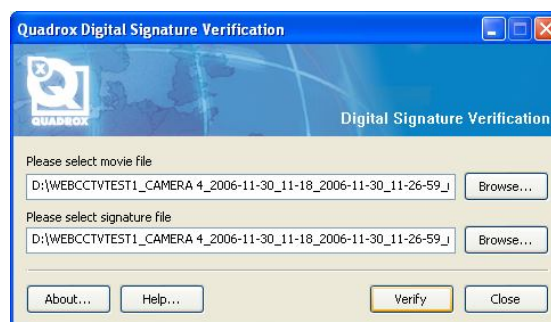 Quadrox Digital Signature Verification
QUADROX
Digital Signature Verification
Please select movie file
D:\WEBCCTVTEST1_CAMERA 4_2006-11-30_11-18_2006-11-30_11-26-59_
Browse...
Please select signature file
D:\WEBCCTVTEST1_CAMERA 4_2006-11-30_11-18_2006-11-30_11-26-59_
Browse...
About... Help... Verify Close